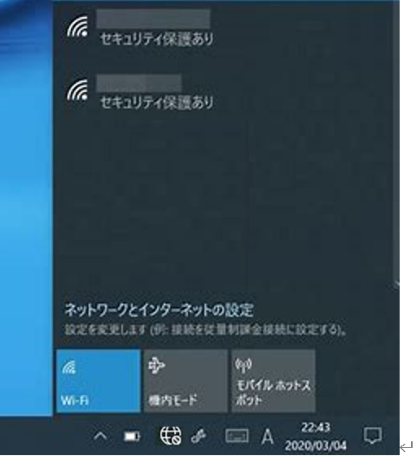 セキュリティ保護あり
セキュリティ保護あり
ネットワークとインターネットの設定
設定を変更します (例: 接続を従量制課金接続に設定する)。
Wi-Fi
機内モード
モバイル ホットス
ポット
A
22:43
2020/03/04
↵